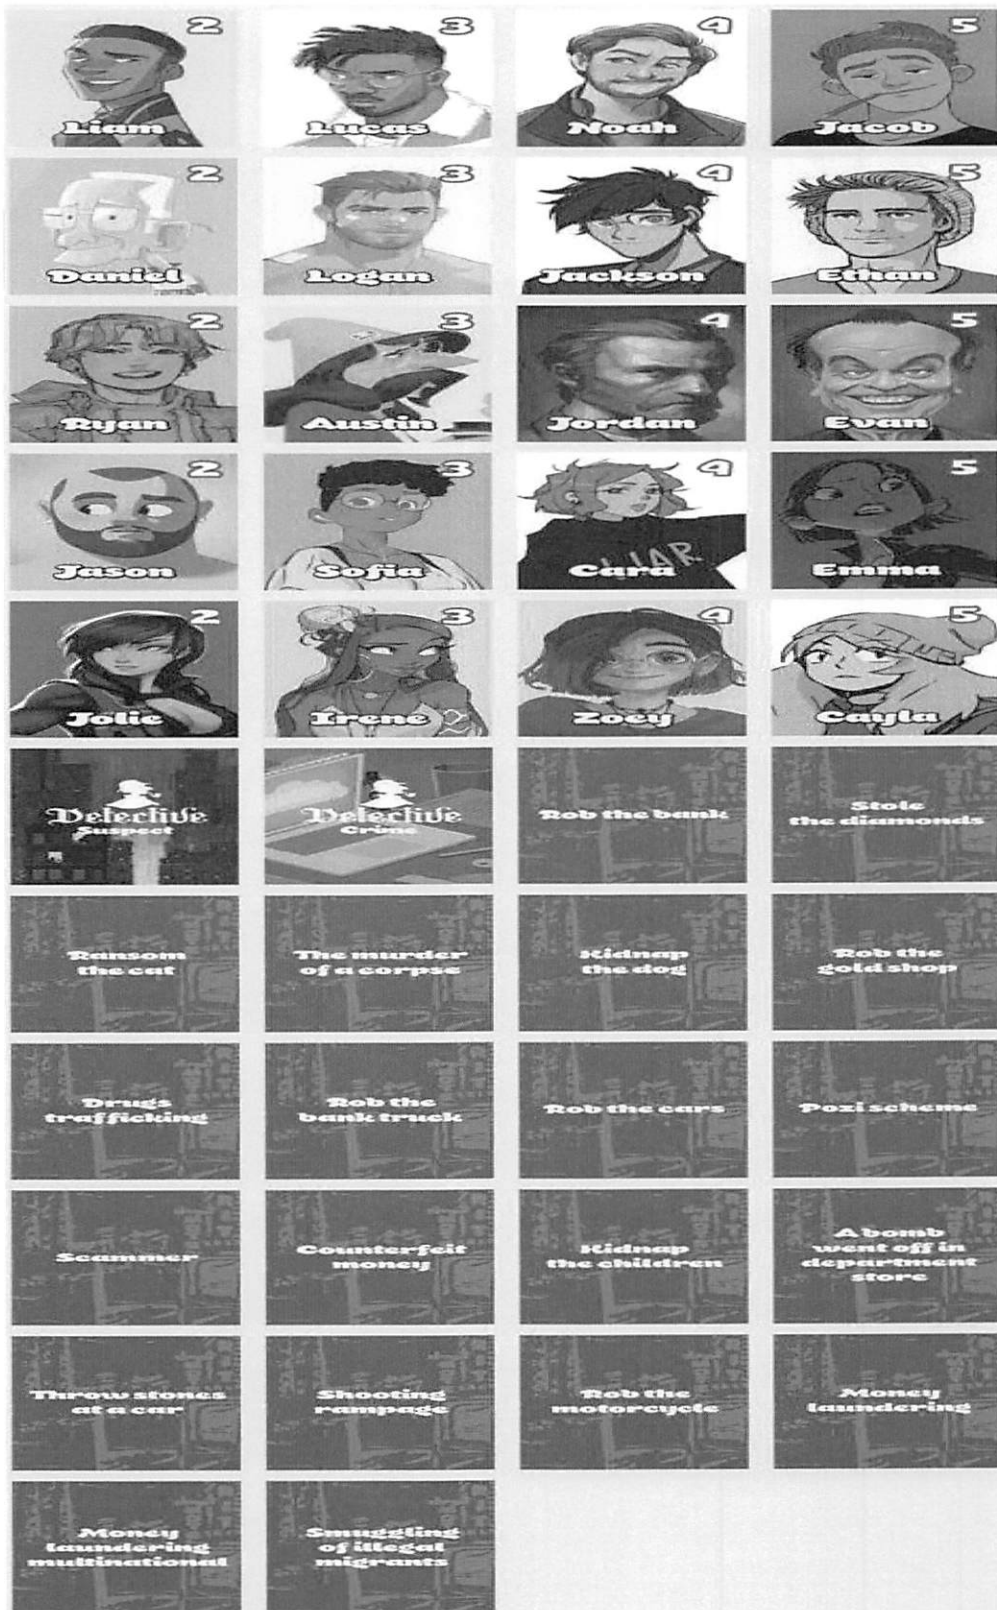 2
Liam
3
Lucas
4
Noah
5
Jacob
2
Daniel
3
Logan
4
Jackson
5
Ethan
2
Ryan
3
Austin
4
Jordan
5
Evan
2
Jason
3
Sofia
4
LIAR
Cara
5
Emma
2
Jolie
3
Irene
4
Zoey
5
Cayla
Detective
Suspect
Detective
Crime
Rob the bank
Stole
the diamonds
Ransom
the cat
The murder
of a corpse
Kidnap
the dog
Rob the
gold shop
Drugs
trafficking
Rob the
bank truck
Rob the cars
Pozi scheme
Scammer
Counterfeit
money
Kidnap
the children
A bomb
went off in
department
store
Throw stones
at a car
Shooting
rampage
Rob the
motorcycle
Money
laundering
Money
laundering
multinational
Smuggling
of illegal
migrants